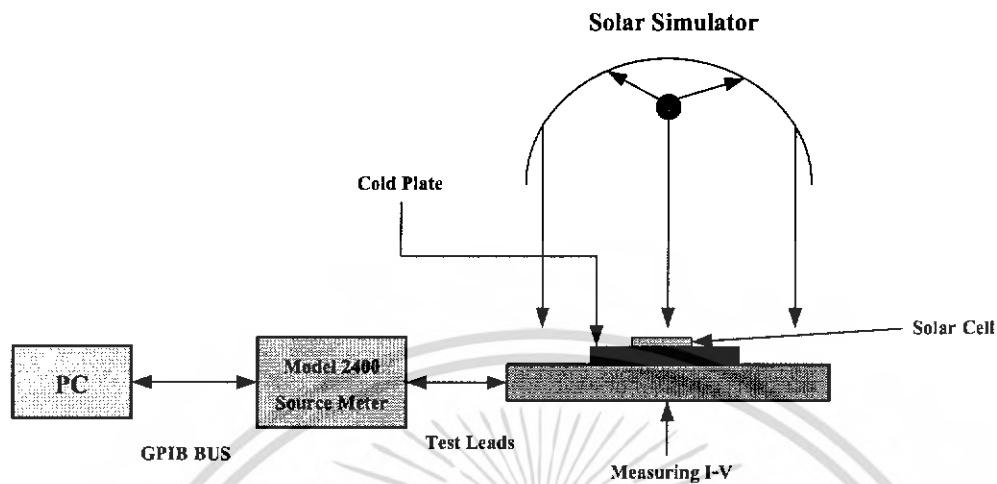 Solar Simulator
Cold Plate
Solar Cell
PC
Model 2400
Source Meter
GPIB BUS
Test Leads
Measuring I-V